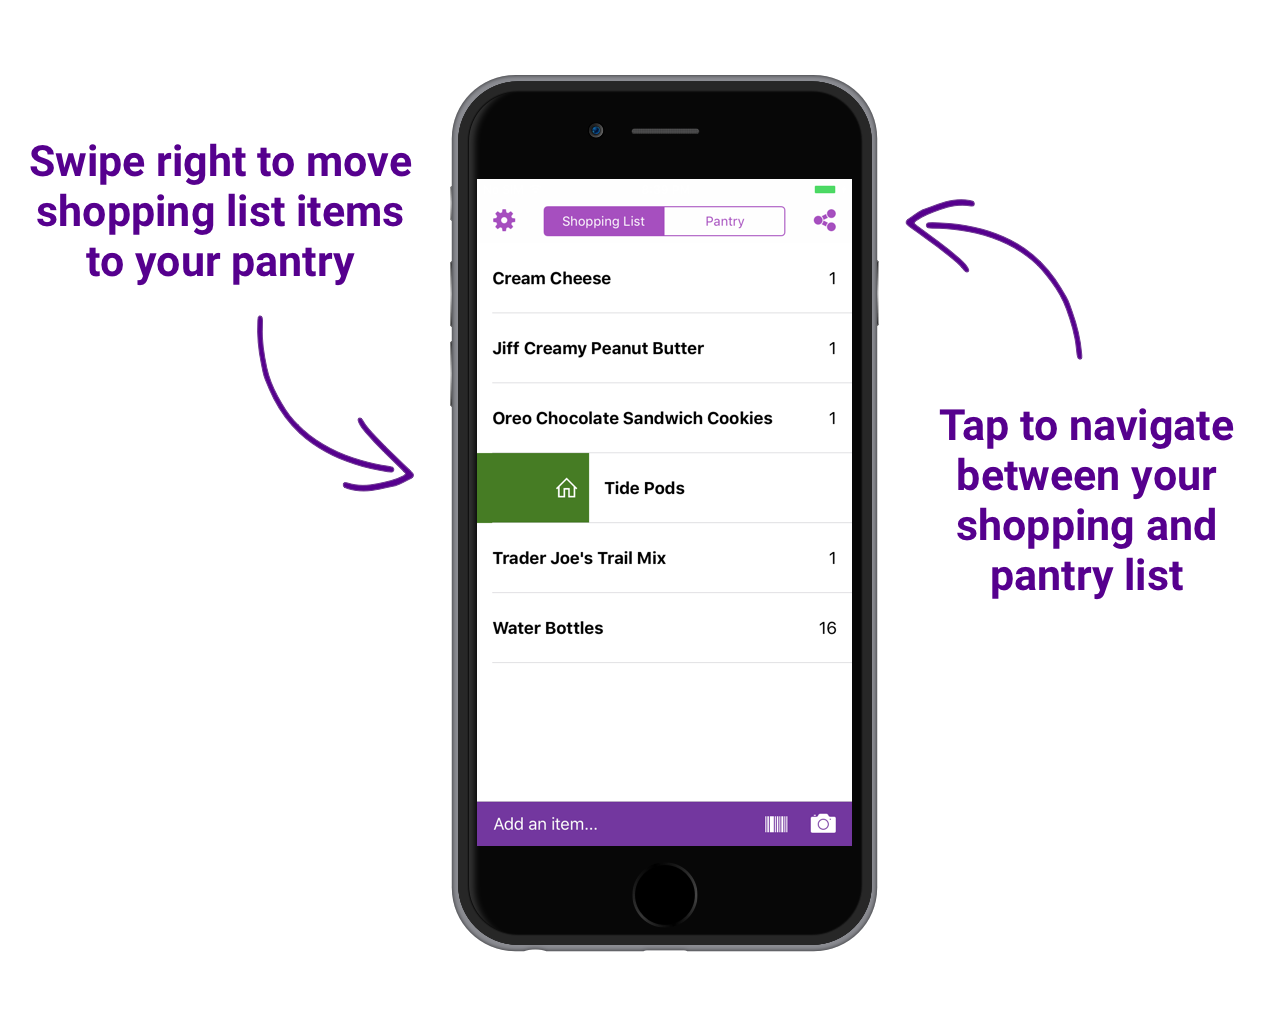 Swipe right to move
shopping list items
to your pantry
Shopping List
Pantry
Cream Cheese 1
Jiff Creamy Peanut Butter 1
Oreo Chocolate Sandwich Cookies 1
Tide Pods
Trader Joe's Trail Mix 1
Water Bottles 16
Add an item...
Tap to navigate
between your
shopping and
pantry list